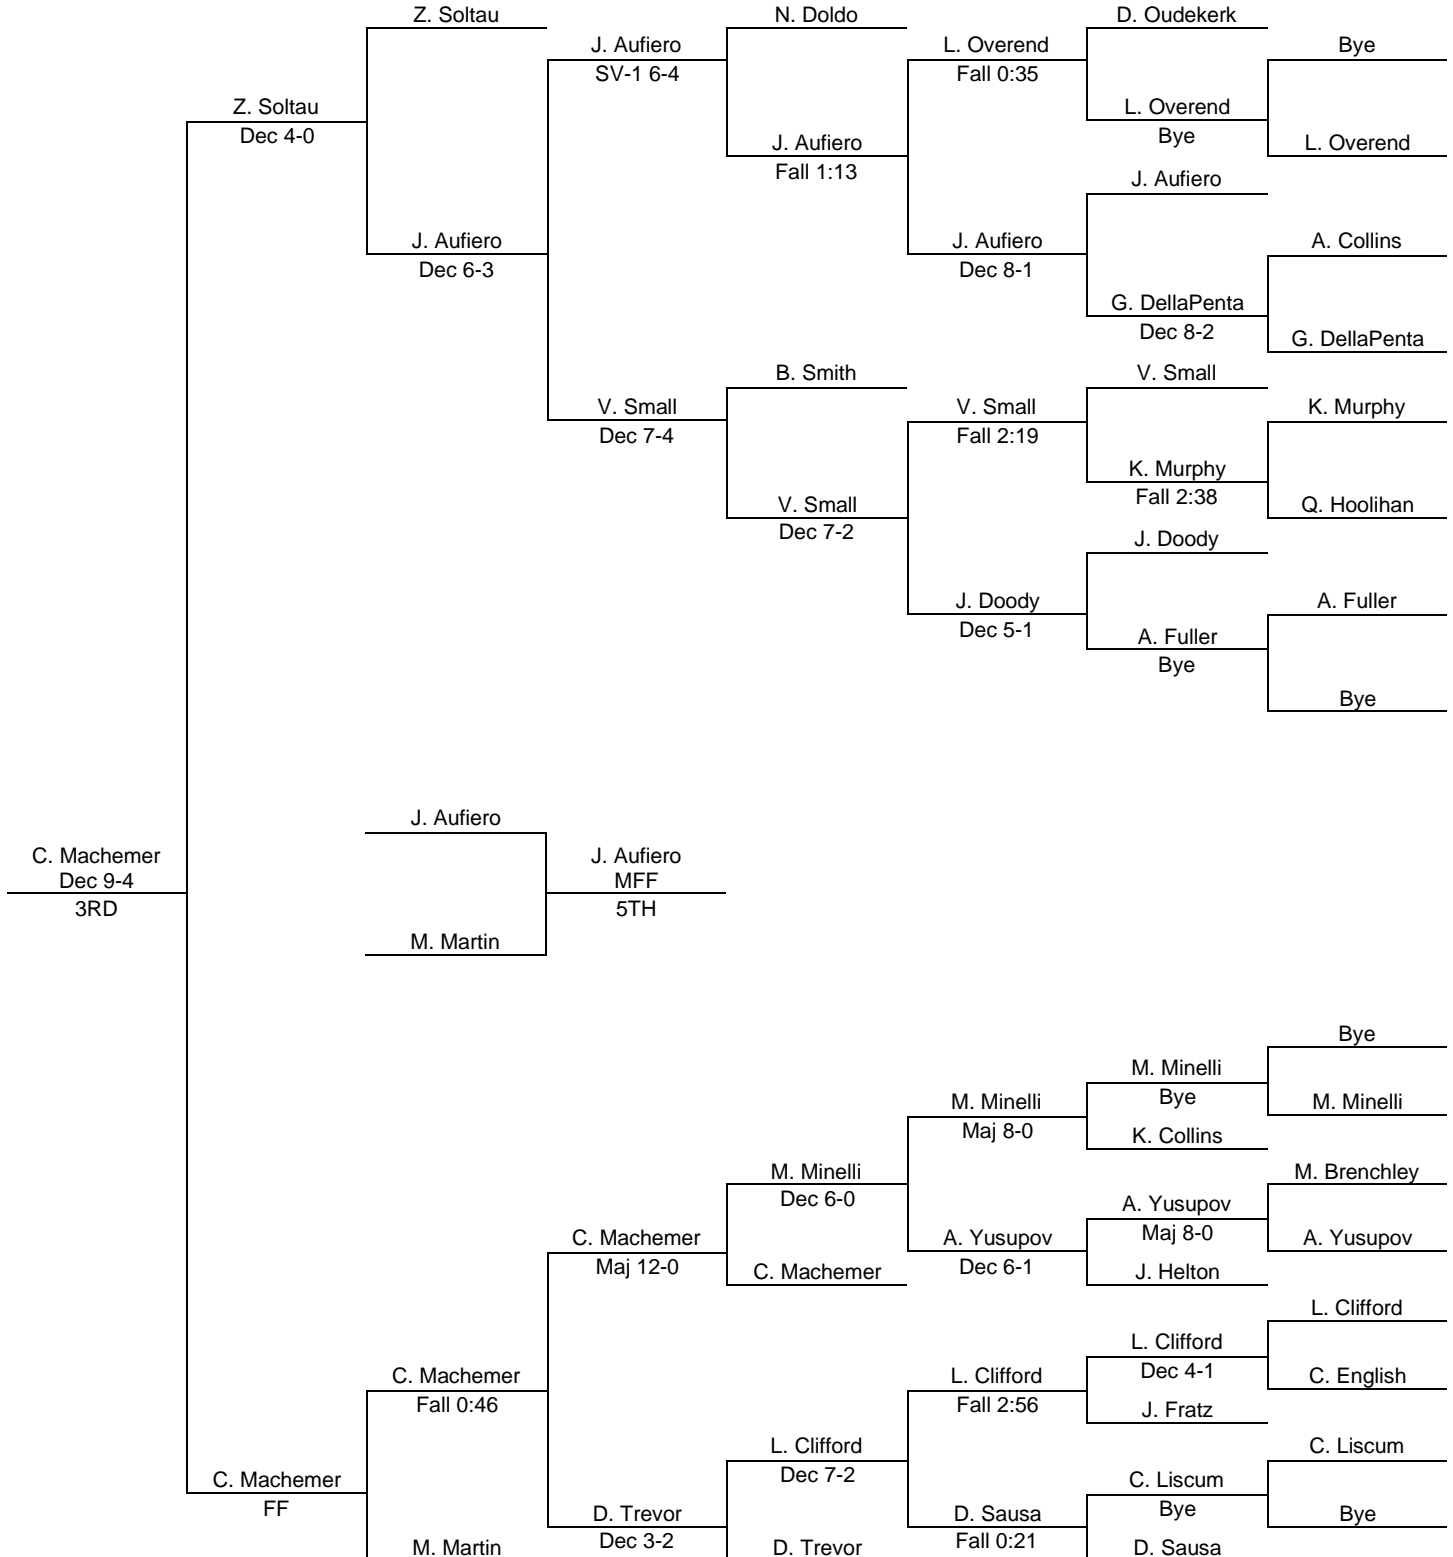 Z. Soltau
N. Doldo
D. Oudekerk
J. Aufiero
SV-1 6-4
L. Overend
Fall 0:35
Bye
Z. Soltau
Dec 4-0
L. Overend
Bye
J. Aufiero
Fall 1:13
L. Overend
J. Aufiero
J. Aufiero
Dec 6-3
J. Aufiero
Dec 8-1
A. Collins
G. DellaPenta
Dec 8-2
G. DellaPenta
B. Smith
V. Small
V. Small
Dec 7-4
V. Small
Fall 2:19
K. Murphy
K. Murphy
Fall 2:38
V. Small
Dec 7-2
Q. Hoolihan
J. Doody
J. Doody
Dec 5-1
A. Fuller
A. Fuller
Bye
Bye
J. Aufiero
C. Machemer
Dec 9-4
3RD
J. Aufiero
MFF
5TH
M. Martin
Bye
M. Minelli
Bye
M. Minelli
Maj 8-0
M. Minelli
K. Collins
M. Minelli
Dec 6-0
M. Brenchley
A. Yusupov
Maj 8-0
C. Machemer
Maj 12-0
A. Yusupov
Dec 6-1
A. Yusupov
C. Machemer
J. Helton
L. Clifford
L. Clifford
Dec 4-1
C. Machemer
Fall 0:46
L. Clifford
Fall 2:56
C. English
J. Fratz
L. Clifford
Dec 7-2
C. Liscum
C. Machemer
FF
C. Liscum
Bye
D. Trevor
Dec 3-2
D. Sausa
Fall 0:21
Bye
M. Martin
D. Trevor
D. Sausa